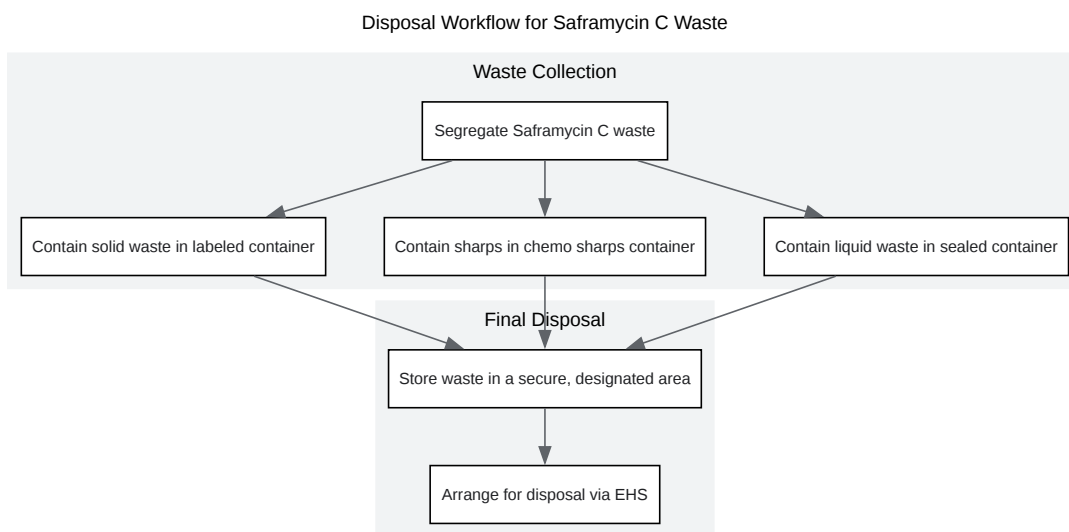 Disposal Workflow for Saframycin C Waste
Waste Collection
Segregate Saframycin C waste
Contain solid waste in labeled container
Contain sharps in chemo sharps container
Contain liquid waste in sealed container
Final Disposal
Store waste in a secure, designated area
Arrange for disposal via EHS